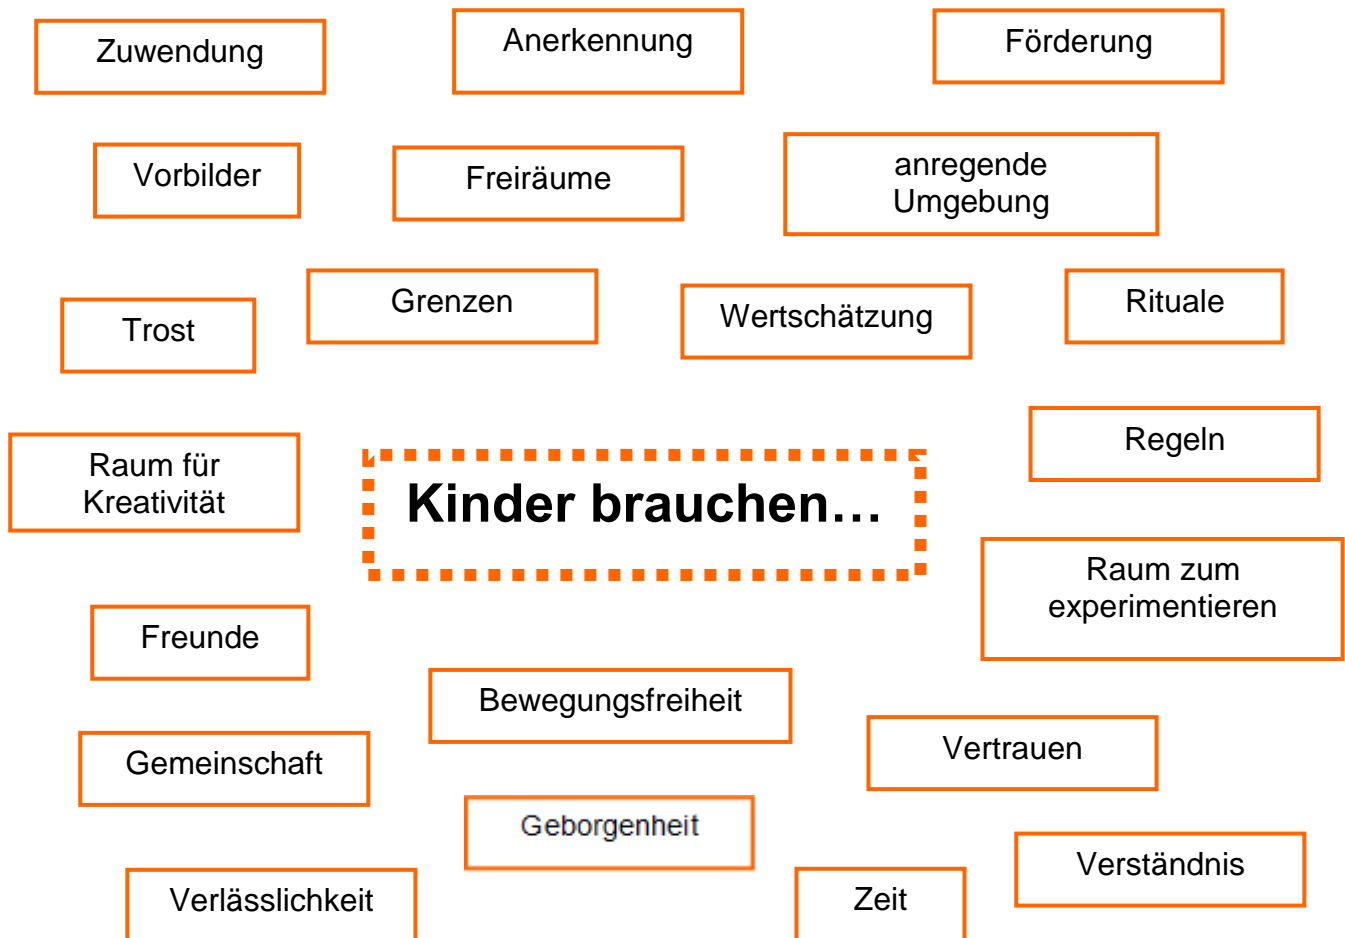 Zuwendung
Anerkennung
Förderung
Vorbilder
Freiräume
anregende
Umgebung
Trost
Grenzen
Wertschätzung
Rituale
Raum für
Kreativität
Kinder brauchen…
Regeln
Raum zum
experimentieren
Freunde
Bewegungsfreiheit
Gemeinschaft
Vertrauen
Geborgenheit
Verständnis
Verlässlichkeit
Zeit